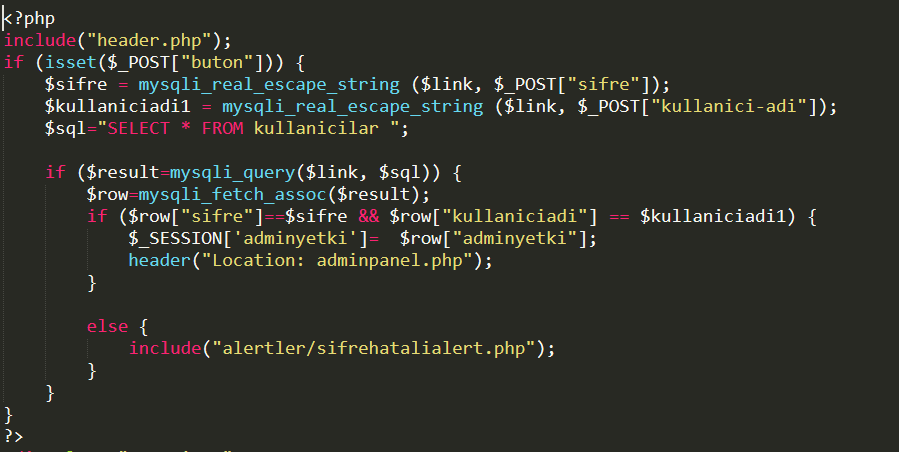 <?php
include("header.php");
if (isset($_POST["buton"])) {
    $sifre = mysqli_real_escape_string ($link, $_POST["sifre"]);
    $kullaniciadi1 = mysqli_real_escape_string ($link, $_POST["kullanici-adi"]);
    $sql="SELECT * FROM kullanicilar ";
    if ($result=mysqli_query($link, $sql)) {
        $row=mysqli_fetch_assoc($result);
        if ($row["sifre"]==$sifre && $row["kullaniciadi"] == $kullaniciadi1) {
            $_SESSION['adminyetki']=  $row["adminyetki"];
            header("Location: adminpanel.php");
        }
        else {
            include("alertler/sifrehatalialert.php");
        }
    }
}
?>